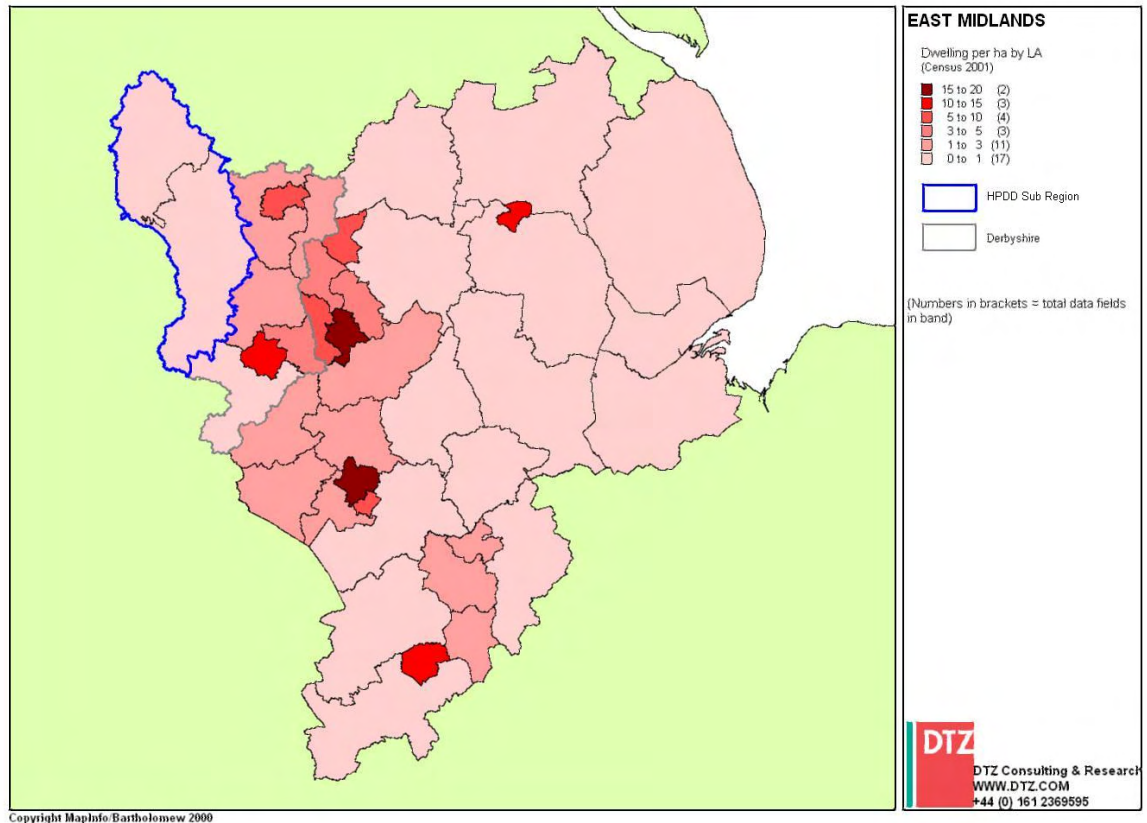 EAST MIDLANDS
Dwelling per ha by LA
(Census 2001)
15 to 20 (2)
10 to 15 (3)
5 to 10 (4)
3 to 5 (3)
1 to 3 (11)
0 to 1 (17)
HPDD Sub Region
Derbyshire
(Numbers in brackets = total data fields
in band)
DTZ
DTZ Consulting & Research
WWW.DTZ.COM
+44 (0) 161 2369595
Copyright MapInfo/Bartholomew 2000